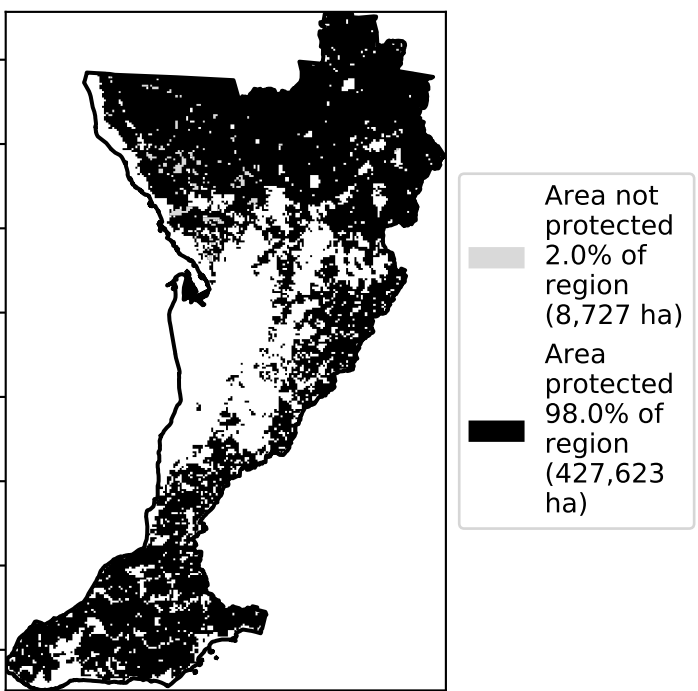 Area not
protected
2.0% of
region
(8,727 ha)
Area
protected
98.0% of
region
(427,623
ha)